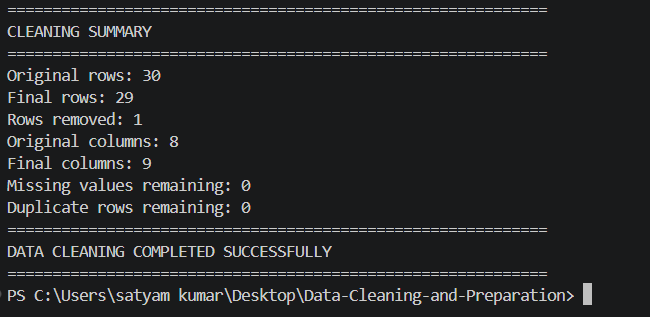 ============================================================
CLEANING SUMMARY
============================================================
Original rows: 30
Final rows: 29
Rows removed: 1
Original columns: 8
Final columns: 9
Missing values remaining: 0
Duplicate rows remaining: 0
============================================================
DATA CLEANING COMPLETED SUCCESSFULLY
============================================================
PS C:\Users\satyam kumar\Desktop\Data-Cleaning-and-Preparation>